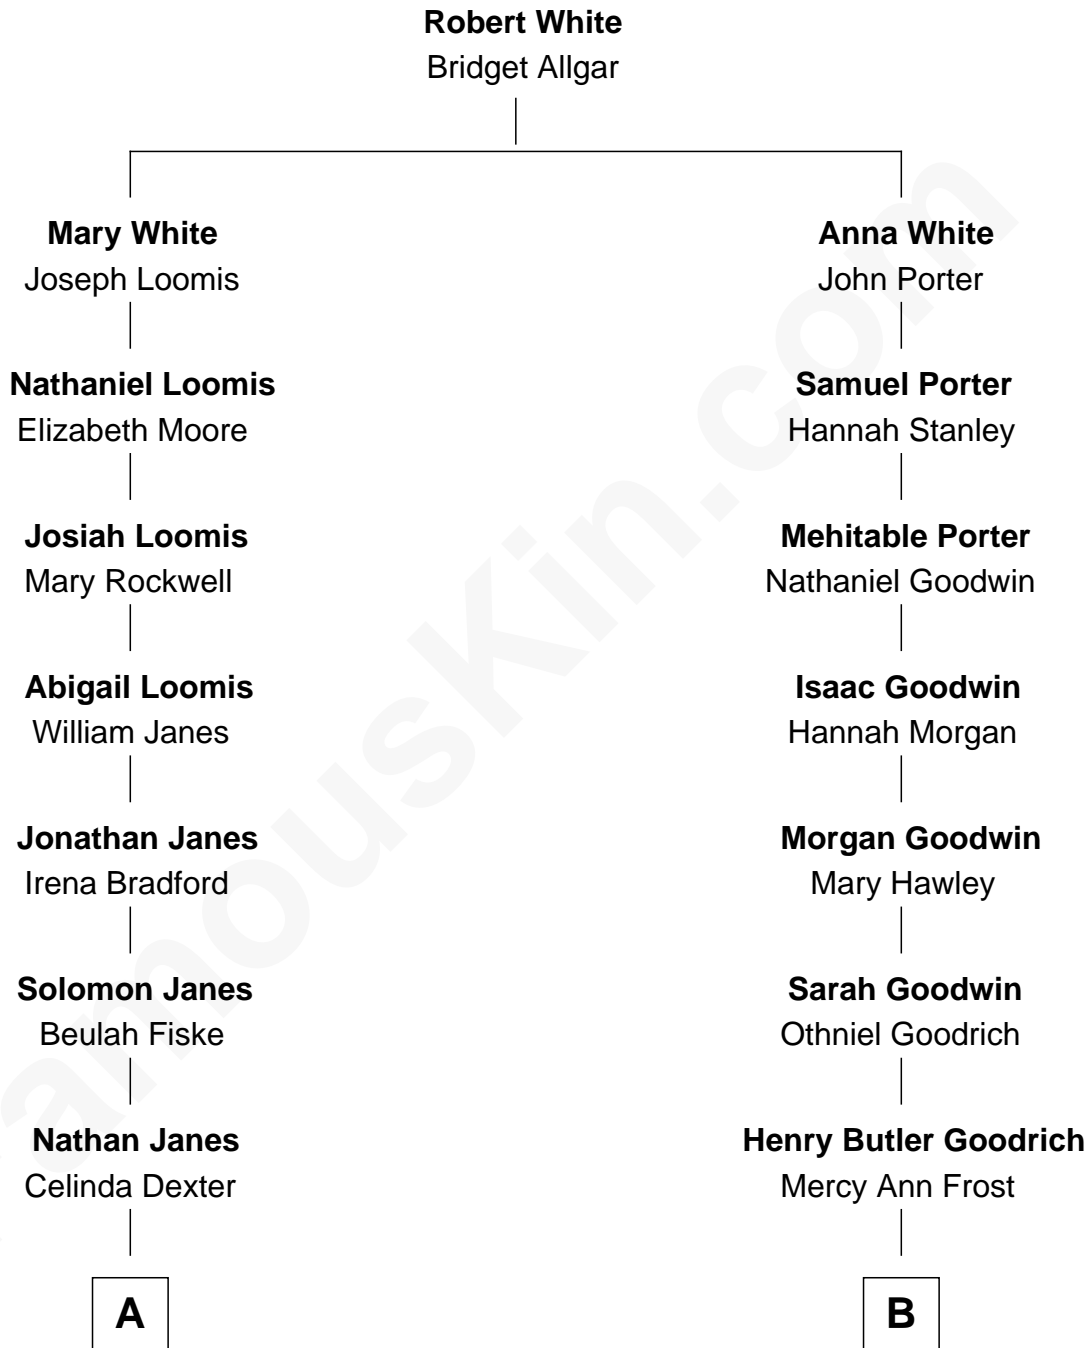 Robert White
Bridget Allgar
Mary White
Joseph Loomis
Anna White
John Porter
Nathaniel Loomis
Elizabeth Moore
Samuel Porter
Hannah Stanley
Josiah Loomis
Mary Rockwell
Mehitable Porter
Nathaniel Goodwin
Abigail Loomis
William Janes
Isaac Goodwin
Hannah Morgan
Jonathan Janes
Irena Bradford
Morgan Goodwin
Mary Hawley
Solomon Janes
Beulah Fiske
Sarah Goodwin
Othniel Goodrich
Nathan Janes
Celinda Dexter
Henry Butler Goodrich
Mercy Ann Frost
A
B
amouskin.com